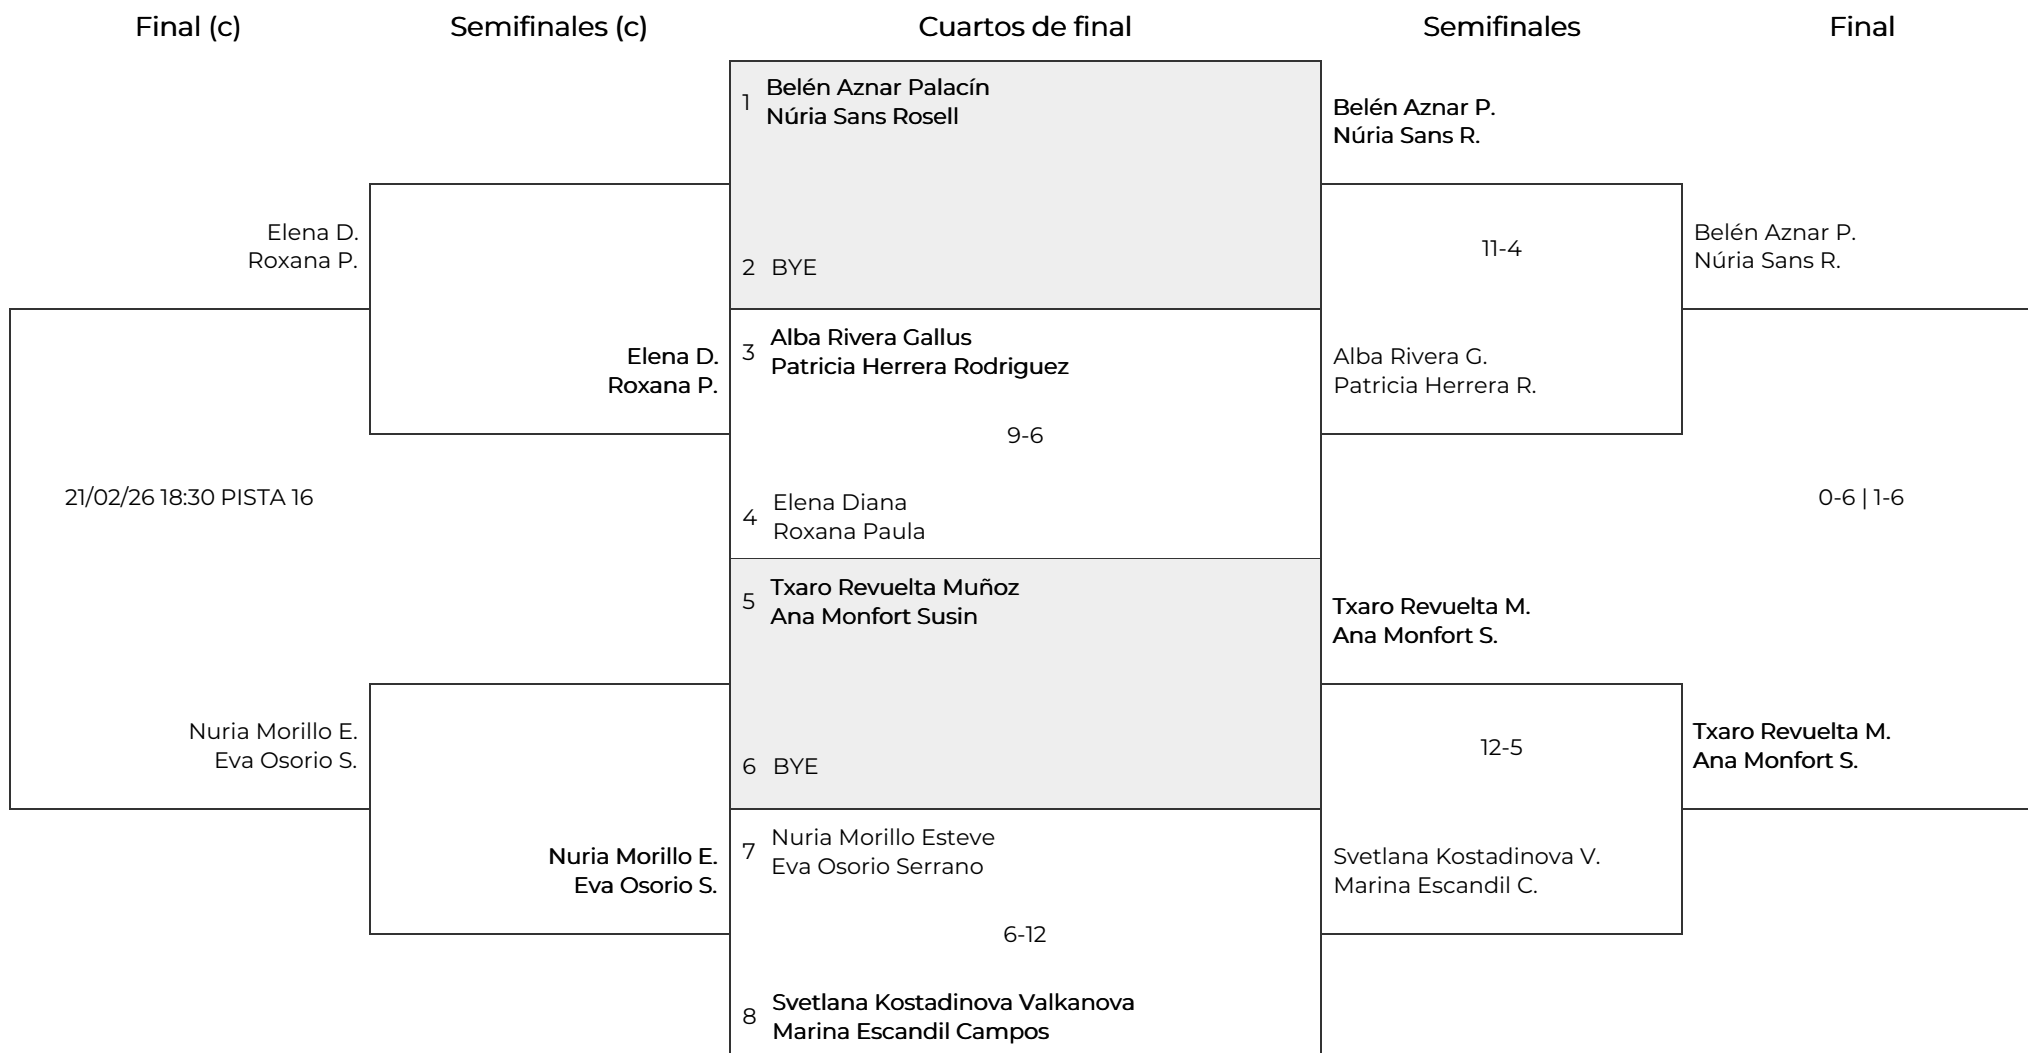 Final (c)
Semifinales (c)
Cuartos de final
Semifinales
Final
Elena D.
Roxana P.
21/02/26 18:30 PISTA 16
Nuria Morillo E.
Eva Osorio S.
Elena D.
Roxana P.
Nuria Morillo E.
Eva Osorio S.
1 Belén Aznar Palacín
Núria Sans Rosell
2 BYE
3 Alba Rivera Gallus
Patricia Herrera Rodriguez
9-6
4 Elena Diana
Roxana Paula
5 Txaro Revuelta Muñoz
Ana Monfort Susin
6 BYE
7 Nuria Morillo Esteve
Eva Osorio Serrano
6-12
8 Svetlana Kostadinova Valkanova
Marina Escandil Campos
Belén Aznar P.
Núria Sans R.
11-4
Alba Rivera G.
Patricia Herrera R.
Txaro Revuelta M.
Ana Monfort S.
12-5
Svetlana Kostadinova V.
Marina Escandil C.
Belén Aznar P.
Núria Sans R.
0-6 | 1-6
Txaro Revuelta M.
Ana Monfort S.